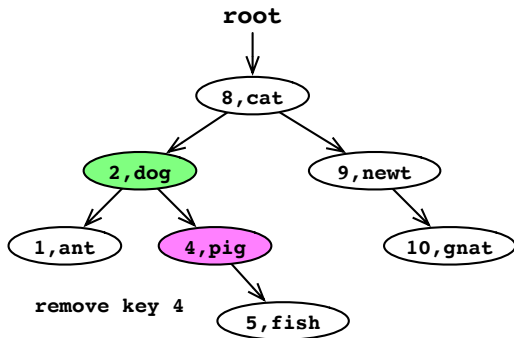 root
8,cat
2,dog
9,newt
1,ant
4,pig
10,gnat
remove key 4
5,fish